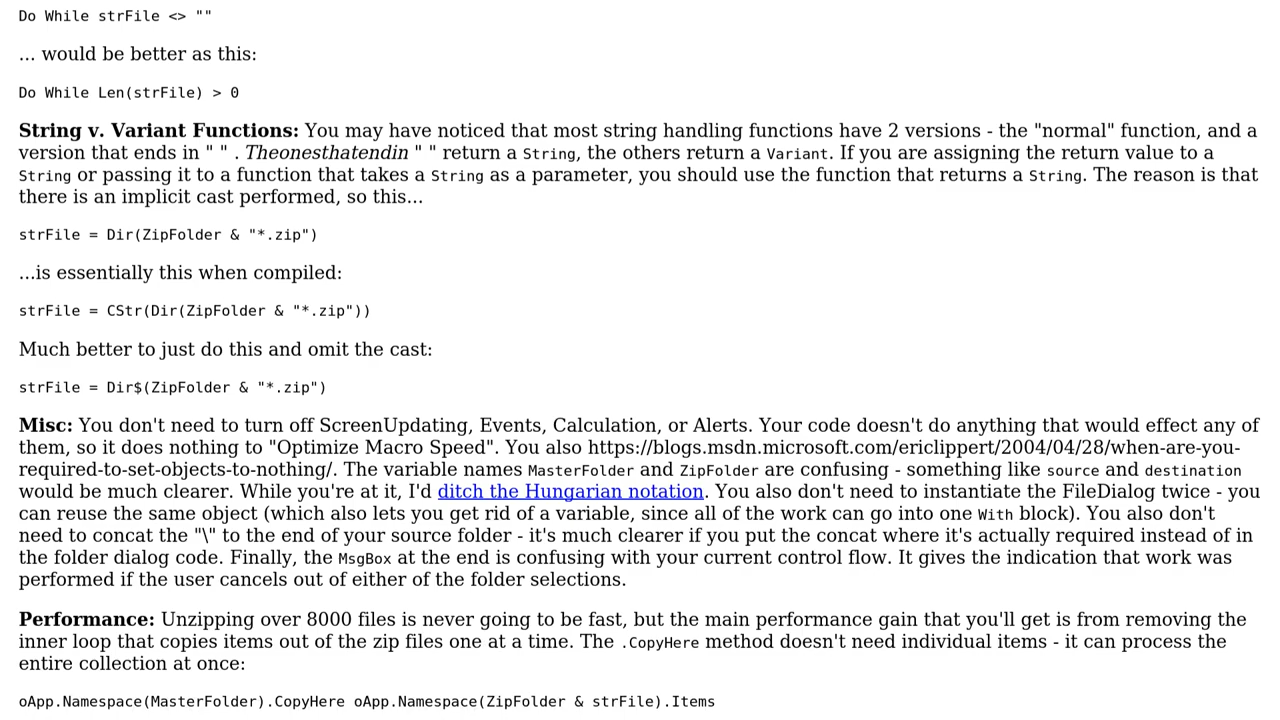 Do While strFile <> ""
... would be better as this:
Do While Len(strFile) > 0
String v. Variant Functions: You may have noticed that most string handling functions have 2 versions - the "normal" function, and a
version that ends in " " . Theonesthatendin " " return a String, the others return a Variant. If you are assigning the return value to a
String or passing it to a function that takes a String as a parameter, you should use the function that returns a String. The reason is that
there is an implicit cast performed, so this...
strFile = Dir(ZipFolder & "*.zip")
...is essentially this when compiled:
strFile = CStr(Dir(ZipFolder & "*.zip"))
Much better to just do this and omit the cast:
strFile = Dir$(ZipFolder & "*.zip")
Misc: You don't need to turn off ScreenUpdating, Events, Calculation, or Alerts. Your code doesn't do anything that would effect any of
them, so it does nothing to "Optimize Macro Speed". You also https://blogs.msdn.microsoft.com/ericlippert/2004/04/28/when-are-you-
required-to-set-objects-to-nothing/. The variable names MasterFolder and ZipFolder are confusing - something like source and destination
would be much clearer. While you're at it, I'd ditch the Hungarian notation. You also don't need to instantiate the FileDialog twice - you
can reuse the same object (which also lets you get rid of a variable, since all of the work can go into one With block). You also don't
need to concat the "\" to the end of your source folder - it's much clearer if you put the concat where it's actually required instead of in
the folder dialog code. Finally, the MsgBox at the end is confusing with your current control flow. It gives the indication that work was
performed if the user cancels out of either of the folder selections.
Performance: Unzipping over 8000 files is never going to be fast, but the main performance gain that you'll get is from removing the
inner loop that copies items out of the zip files one at a time. The .CopyHere method doesn't need individual items - it can process the
entire collection at once:
oApp.Namespace(MasterFolder).CopyHere oApp.Namespace(ZipFolder & strFile).Items